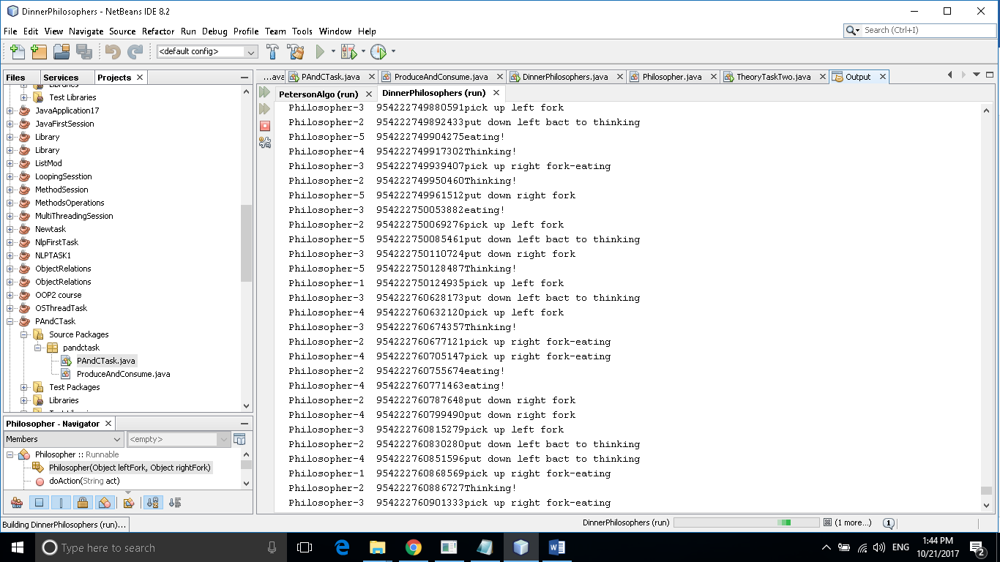 DinnerPhilosophers - NetBeans IDE 8.2
File Edit View Navigate Source Refactor Run Debug Profile Team Tools Window Help
Search (Ctrl+I)
<default config>
Files Services Projects
...ava PAndCTask.java ProduceAndConsume.java DinnerPhilosophers.java Philosopher.java TheoryTaskTwo.java Output
PetersonAlgo (run) DinnerPhilosophers (run)
Test Libraries
JavaApplication17
JavaFirstSession
Library
Library
ListMod
LoopingSesstion
MethodSession
MethodsOperations
MultiThreadingSession
Newtask
NlpFirstTask
NLPTASK1
ObjectRelations
ObjectRelations
OOP2 course
OSThreadTask
PAndCTask
Source Packages
pandctask
PAndCTask.java
ProduceAndConsume.java
Test Packages
Libraries
Philosopher - Navigator
Members <empty>
Philosopher :: Runnable
Philosopher(Object leftFork, Object rightFork)
doAction(String act)
Philosopher-3 954222749880591pick up left fork
Philosopher-2 954222749892433put down left bact to thinking
Philosopher-5 954222749904275eating!
Philosopher-4 954222749917302Thinking!
Philosopher-3 954222749939407pick up right fork-eating
Philosopher-2 954222749950460Thinking!
Philosopher-5 954222749961512put down right fork
Philosopher-3 954222750053882eating!
Philosopher-2 954222750069276pick up left fork
Philosopher-5 954222750085461put down left bact to thinking
Philosopher-3 954222750110724put down right fork
Philosopher-5 954222750128487Thinking!
Philosopher-1 954222750124935pick up left fork
Philosopher-3 954222760628173put down left bact to thinking
Philosopher-4 954222760632120pick up left fork
Philosopher-3 954222760674357Thinking!
Philosopher-2 954222760677121pick up right fork-eating
Philosopher-4 954222760705147pick up right fork-eating
Philosopher-2 954222760755674eating!
Philosopher-4 954222760771463eating!
Philosopher-2 954222760787648put down right fork
Philosopher-4 954222760799490put down right fork
Philosopher-3 954222760815279pick up left fork
Philosopher-2 954222760830280put down left bact to thinking
Philosopher-4 954222760851596put down left bact to thinking
Philosopher-1 954222760868569pick up right fork-eating
Philosopher-2 954222760886727Thinking!
Philosopher-3 954222760901333pick up right fork-eating
Building DinnerPhilosophers (run)...
DinnerPhilosophers (run) (1 more...) 1
Type here to search
ENG
1:44 PM
10/21/2017
2